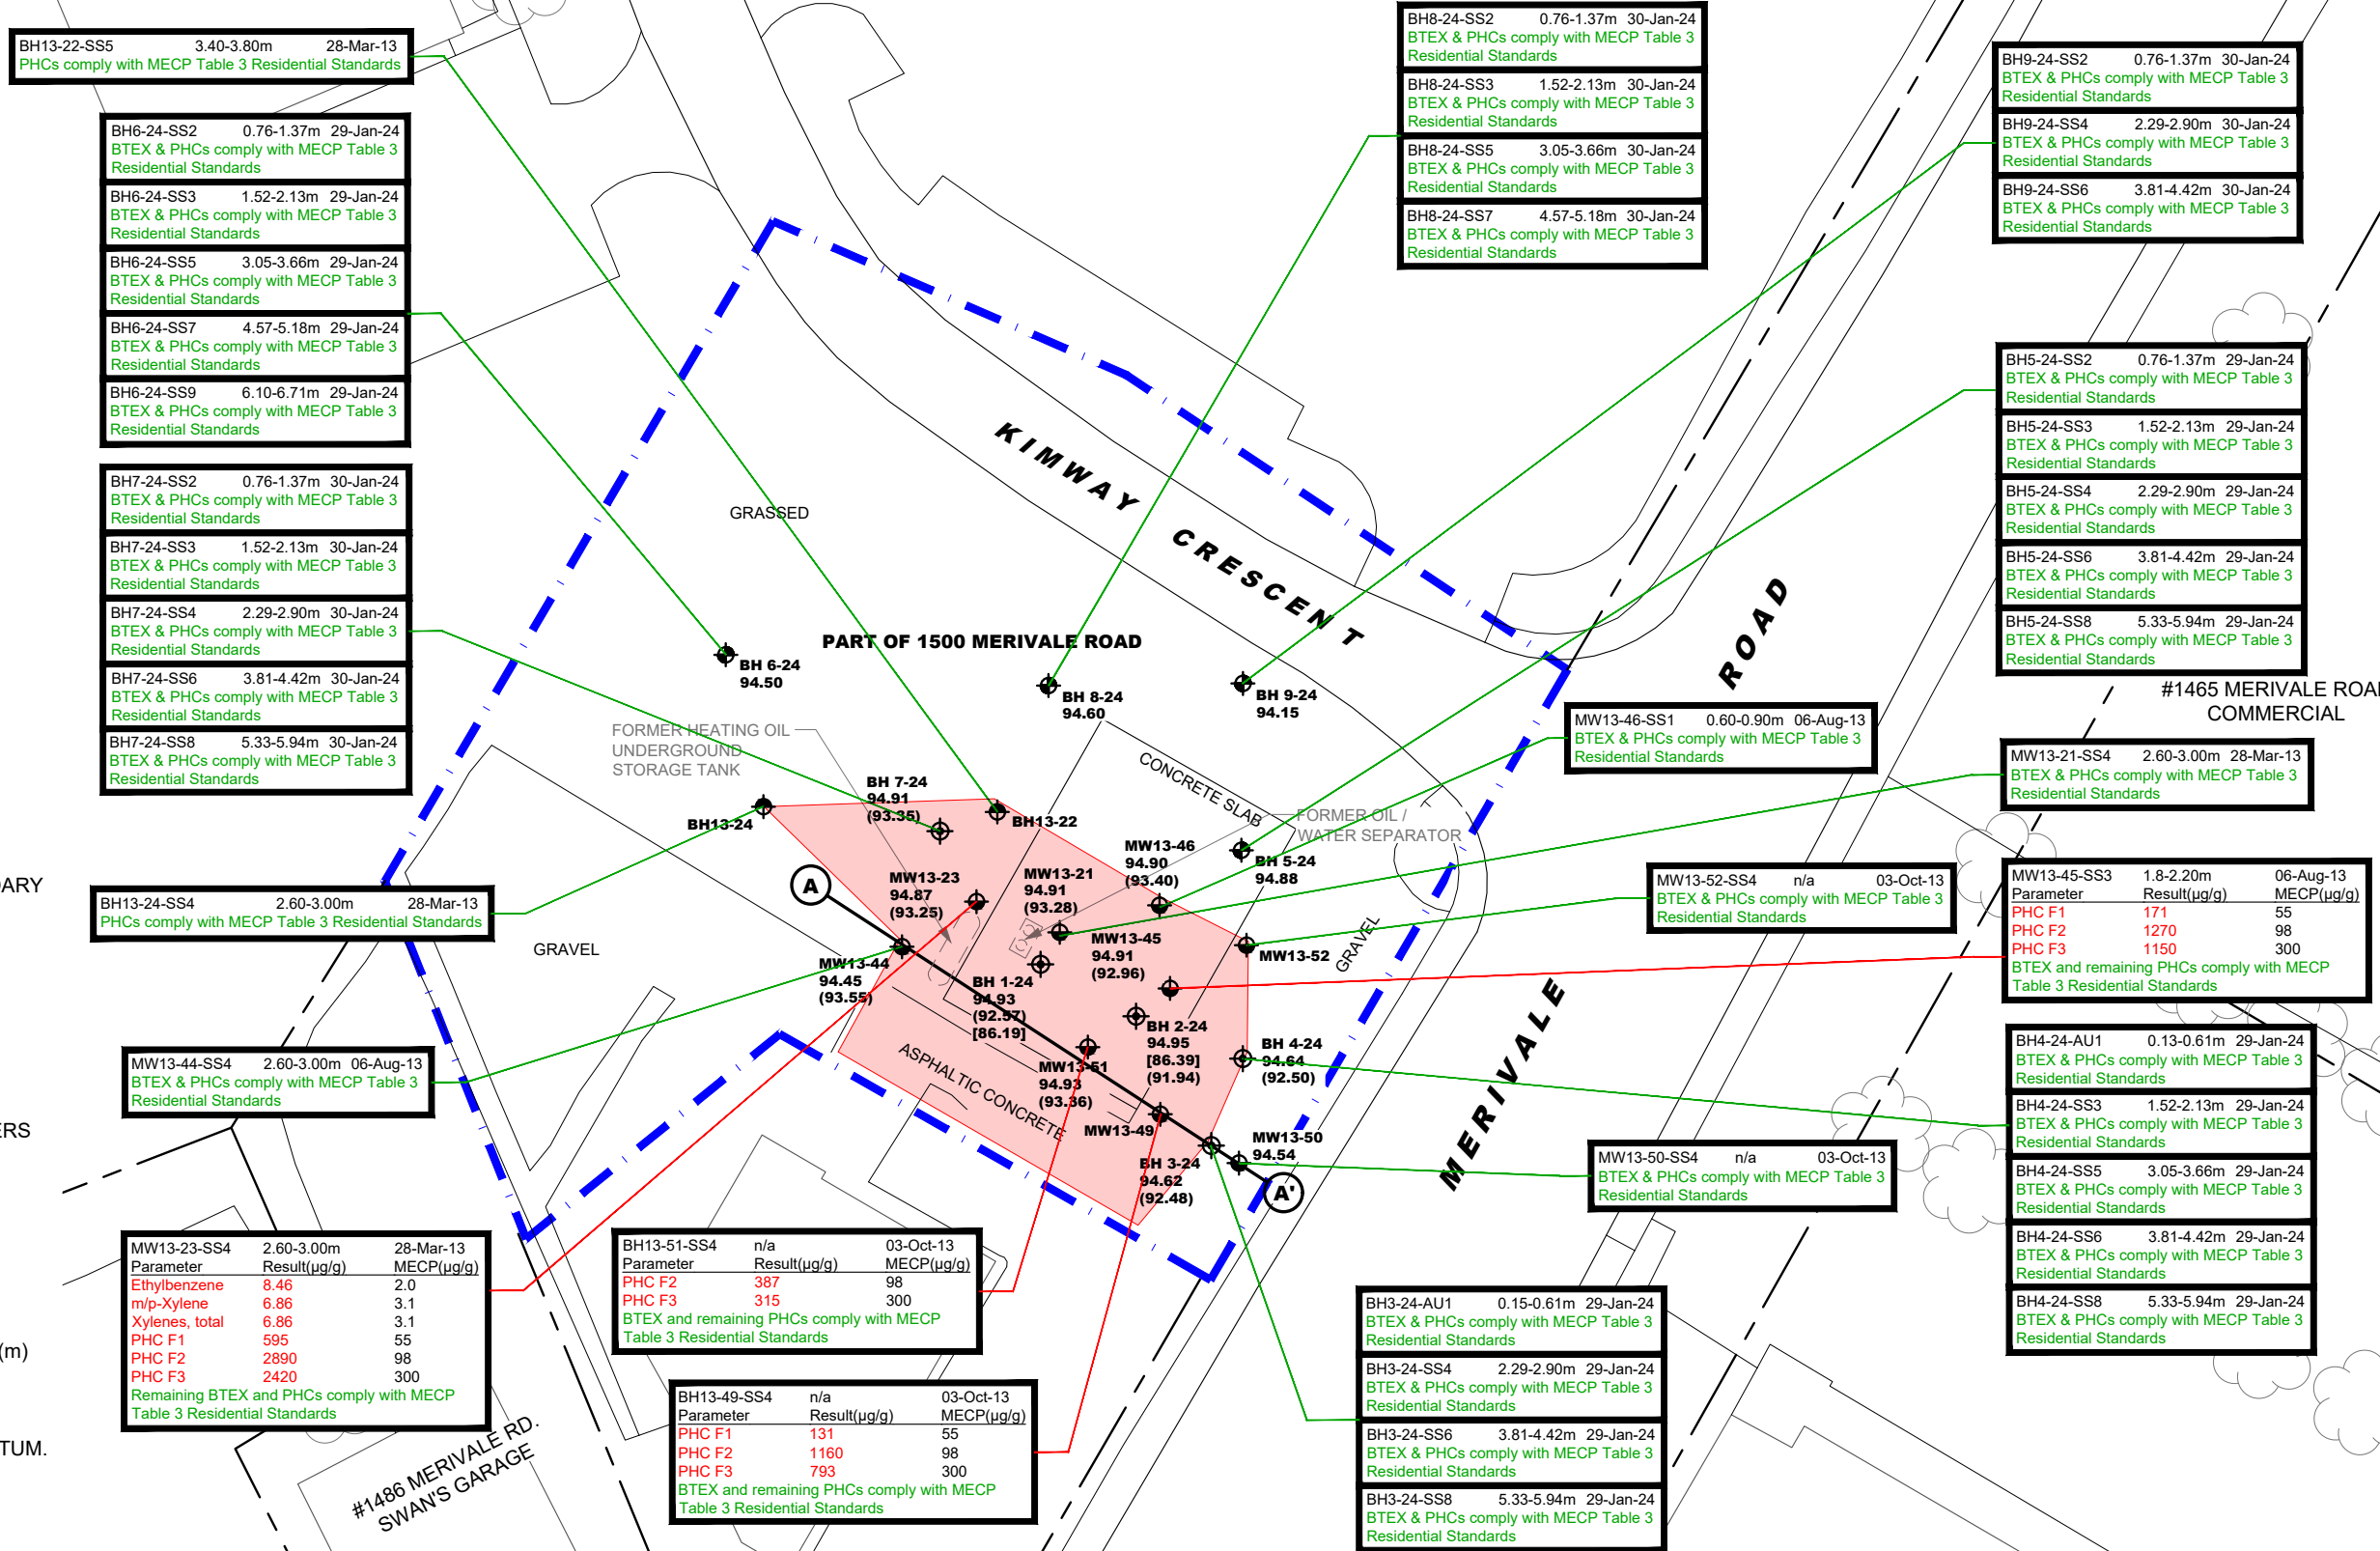 BH13-22-SS5 3.40-3.80m 28-Mar-13
PHCs comply with MECP Table 3 Residential Standards
BH6-24-SS2 0.76-1.37m 29-Jan-24
BTEX & PHCs comply with MECP Table 3
Residential Standards
BH6-24-SS3 1.52-2.13m 29-Jan-24
BTEX & PHCs comply with MECP Table 3
Residential Standards
BH6-24-SS5 3.05-3.66m 29-Jan-24
BTEX & PHCs comply with MECP Table 3
Residential Standards
BH6-24-SS7 4.57-5.18m 29-Jan-24
BTEX & PHCs comply with MECP Table 3
Residential Standards
BH6-24-SS9 6.10-6.71m 29-Jan-24
BTEX & PHCs comply with MECP Table 3
Residential Standards
BH7-24-SS2 0.76-1.37m 30-Jan-24
BTEX & PHCs comply with MECP Table 3
Residential Standards
BH7-24-SS3 1.52-2.13m 30-Jan-24
BTEX & PHCs comply with MECP Table 3
Residential Standards
BH7-24-SS4 2.29-2.90m 30-Jan-24
BTEX & PHCs comply with MECP Table 3
Residential Standards
BH7-24-SS6 3.81-4.42m 30-Jan-24
BTEX & PHCs comply with MECP Table 3
Residential Standards
BH7-24-SS8 5.33-5.94m 30-Jan-24
BTEX & PHCs comply with MECP Table 3
Residential Standards
BH8-24-SS2 0.76-1.37m 30-Jan-24
BTEX & PHCs comply with MECP Table 3
Residential Standards
BH8-24-SS3 1.52-2.13m 30-Jan-24
BTEX & PHCs comply with MECP Table 3
Residential Standards
BH8-24-SS5 3.05-3.66m 30-Jan-24
BTEX & PHCs comply with MECP Table 3
Residential Standards
BH8-24-SS7 4.57-5.18m 30-Jan-24
BTEX & PHCs comply with MECP Table 3
Residential Standards
BH9-24-SS2 0.76-1.37m 30-Jan-24
BTEX & PHCs comply with MECP Table 3
Residential Standards
BH9-24-SS4 2.29-2.90m 30-Jan-24
BTEX & PHCs comply with MECP Table 3
Residential Standards
BH9-24-SS6 3.81-4.42m 30-Jan-24
BTEX & PHCs comply with MECP Table 3
Residential Standards
BH5-24-SS2 0.76-1.37m 29-Jan-24
BTEX & PHCs comply with MECP Table 3
Residential Standards
BH5-24-SS3 1.52-2.13m 29-Jan-24
BTEX & PHCs comply with MECP Table 3
Residential Standards
BH5-24-SS4 2.29-2.90m 29-Jan-24
BTEX & PHCs comply with MECP Table 3
Residential Standards
BH5-24-SS6 3.81-4.42m 29-Jan-24
BTEX & PHCs comply with MECP Table 3
Residential Standards
BH5-24-SS8 5.33-5.94m 29-Jan-24
BTEX & PHCs comply with MECP Table 3
Residential Standards
#1465 MERIVALE ROAD
COMMERCIAL
KIMWAY CRESCENT
MERIVALE ROAD
GRASSED
PART OF 1500 MERIVALE ROAD
BH 6-24
94.50
BH 8-24
94.60
BH 9-24
94.15
FORMER HEATING OIL
UNDERGROUND
STORAGE TANK
CONCRETE SLAB
FORMER OIL /
WATER SEPARATOR
BH 7-24
94.91
(93.35)
BH13-24
BH13-22
MW13-46
94.90
(93.40)
BH 5-24
94.88
MW13-23
94.87
(93.25)
MW13-21
94.91
(93.28)
A
GRAVEL
MW13-44
94.45
(93.55)
MW13-45
94.91
(92.96)
MW13-52
GRAVEL
BH 1-24
94.93
(92.57)
[86.19]
BH 2-24
94.95
[86.39]
(91.94)
BH 4-24
94.64
(92.50)
ASPHALTIC CONCRETE
MW13-51
94.93
(93.36)
MW13-49
MW13-50
94.54
BH 3-24
94.62
(92.48)
A'
MW13-46-SS1 0.60-0.90m 06-Aug-13
BTEX & PHCs comply with MECP Table 3
Residential Standards
MW13-21-SS4 2.60-3.00m 28-Mar-13
BTEX & PHCs comply with MECP Table 3
Residential Standards
MW13-52-SS4 n/a 03-Oct-13
BTEX & PHCs comply with MECP Table 3
Residential Standards
MW13-45-SS3 1.8-2.20m 06-Aug-13
Parameter Result(µg/g) MECP(µg/g)
PHC F1 171 55
PHC F2 1270 98
PHC F3 1150 300
BTEX and remaining PHCs comply with MECP
Table 3 Residential Standards
BH4-24-AU1 0.13-0.61m 29-Jan-24
BTEX & PHCs comply with MECP Table 3
Residential Standards
BH4-24-SS3 1.52-2.13m 29-Jan-24
BTEX & PHCs comply with MECP Table 3
Residential Standards
BH4-24-SS5 3.05-3.66m 29-Jan-24
BTEX & PHCs comply with MECP Table 3
Residential Standards
BH4-24-SS6 3.81-4.42m 29-Jan-24
BTEX & PHCs comply with MECP Table 3
Residential Standards
BH4-24-SS8 5.33-5.94m 29-Jan-24
BTEX & PHCs comply with MECP Table 3
Residential Standards
MW13-50-SS4 n/a 03-Oct-13
BTEX & PHCs comply with MECP Table 3
Residential Standards
BH3-24-AU1 0.15-0.61m 29-Jan-24
BTEX & PHCs comply with MECP Table 3
Residential Standards
BH3-24-SS4 2.29-2.90m 29-Jan-24
BTEX & PHCs comply with MECP Table 3
Residential Standards
BH3-24-SS6 3.81-4.42m 29-Jan-24
BTEX & PHCs comply with MECP Table 3
Residential Standards
BH3-24-SS8 5.33-5.94m 29-Jan-24
BTEX & PHCs comply with MECP Table 3
Residential Standards
DARY
BH13-24-SS4 2.60-3.00m 28-Mar-13
PHCs comply with MECP Table 3 Residential Standards
MW13-44-SS4 2.60-3.00m 06-Aug-13
BTEX & PHCs comply with MECP Table 3
Residential Standards
ERS
MW13-23-SS4 2.60-3.00m 28-Mar-13
Parameter Result(µg/g) MECP(µg/g)
Ethylbenzene 8.46 2.0
m/p-Xylene 6.86 3.1
Xylenes, total 6.86 3.1
PHC F1 595 55
PHC F2 2890 98
PHC F3 2420 300
Remaining BTEX and PHCs comply with MECP
Table 3 Residential Standards
(m)
TUM.
BH13-51-SS4 n/a 03-Oct-13
Parameter Result(µg/g) MECP(µg/g)
PHC F2 387 98
PHC F3 315 300
BTEX and remaining PHCs comply with MECP
Table 3 Residential Standards
BH13-49-SS4 n/a 03-Oct-13
Parameter Result(µg/g) MECP(µg/g)
PHC F1 131 55
PHC F2 1160 98
PHC F3 793 300
BTEX and remaining PHCs comply with MECP
Table 3 Residential Standards
#1486 MERIVALE RD.
SWAN'S GARAGE